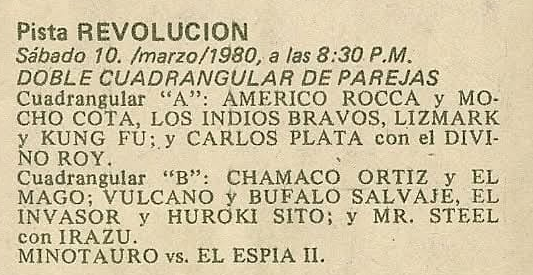 Pista REVOLUCION
Sábado 10. /marzo/1980, a las 8:30 P.M.
DOBLE CUADRANGULAR DE PAREJAS
Cuadrangular "A": AMERICO ROCCA y MO-
CHO COTA, LOS INDIOS BRAVOS, LIZMARK
y KUNG FU; y CARLOS PLATA con el DIVI-
NO ROY.
Cuadrangular "B": CHAMACO ORTIZ y EL
MAGO; VULCANO y BUFALO SALVAJE, EL
INVASOR y HUROKI SITO; y MR. STEEL
con IRAZU.
MINOTAURO vs. EL ESPIA II.